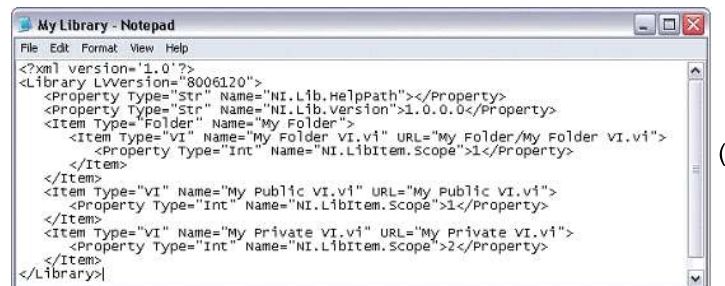 My Library - Notepad
File Edit Format View Help
<?xml version='1.0'?>
<Library LVVersion="8006120">
   <Property Type="Str" Name="NI.Lib.HelpPath"></Property>
   <Property Type="Str" Name="NI.Lib.Version">1.0.0.0</Property>
   <Item Type="Folder" Name="My Folder">
      <Item Type="VI" Name="My Folder VI.vi" URL="My Folder/My Folder VI.vi">
         <Property Type="Int" Name="NI.LibItem.Scope">1</Property>
      </Item>
   </Item>
   <Item Type="VI" Name="My Public VI.vi" URL="My Public VI.vi">
      <Property Type="Int" Name="NI.LibItem.Scope">1</Property>
   </Item>
   <Item Type="VI" Name="My Private VI.vi" URL="My Private VI.vi">
      <Property Type="Int" Name="NI.LibItem.Scope">2</Property>
   </Item>
</Library>
(